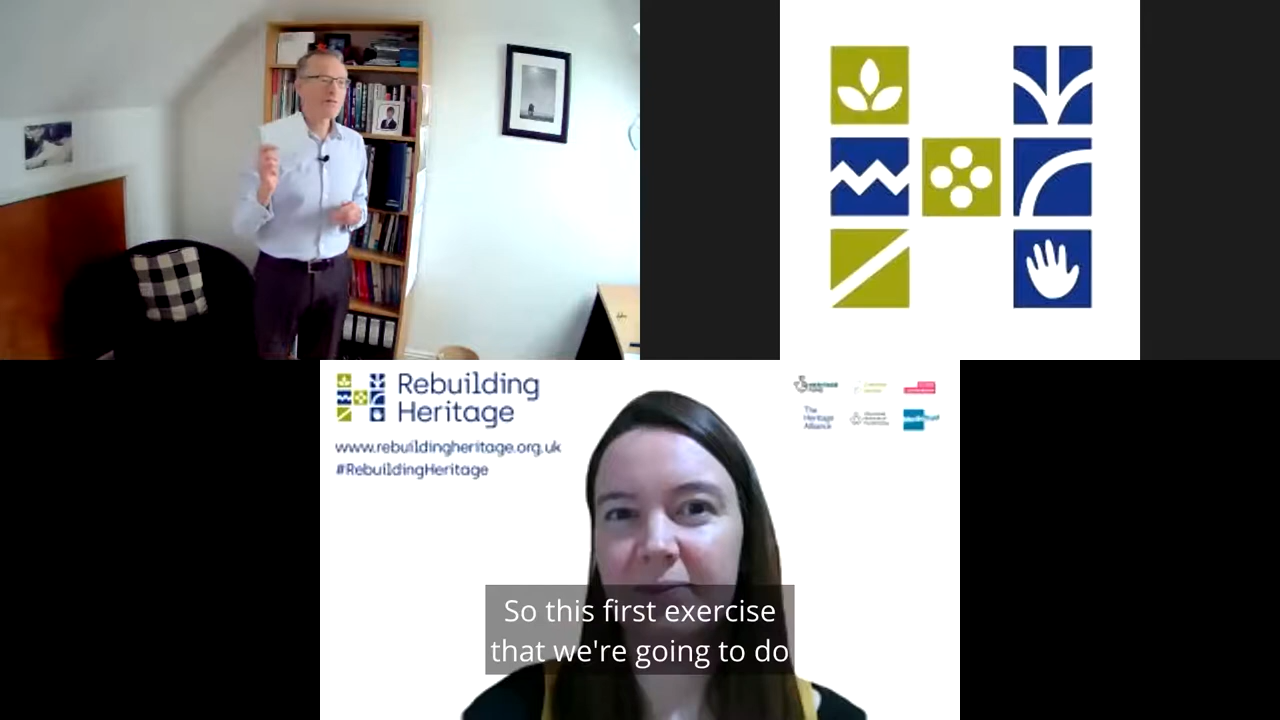 Rebuilding
Heritage
www.rebuildingheritage.org.uk
#RebuildingHeritage
HERITAGE
The
Heritage
Alliance
So this first exercise
that we're going to do